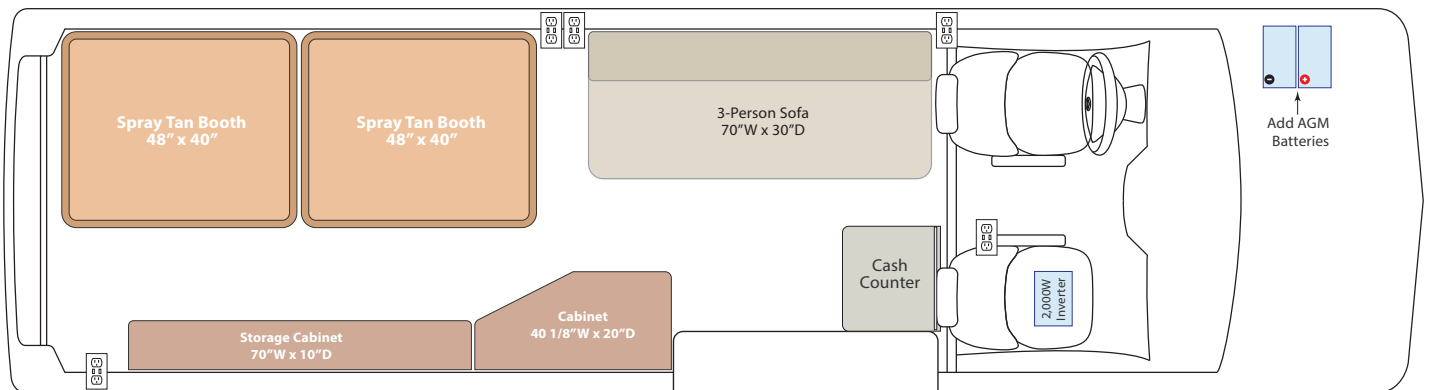 Spray Tan Booth
48” x 40”
Spray Tan Booth
48” x 40”
3-Person Sofa
70”W x 30”D
Add AGM
Batteries
Cash
Counter
2,000W
Inverter
Storage Cabinet
70”W x 10”D
Cabinet
40 1/8”W x 20”D